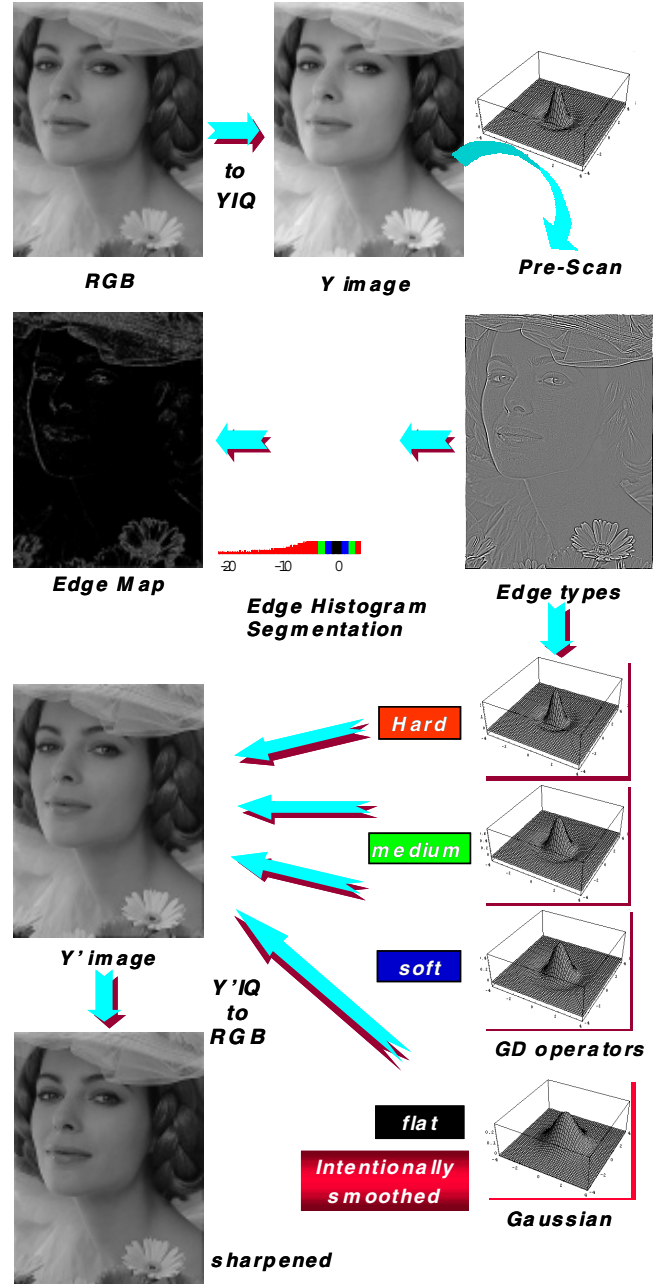 to
YIQ
RGB
Y image
Pre-Scan
Edge Map
-20 -10 0
Edge Histogram
Segmentation
Edge types
Hard
medium
soft
Y' image
Y'IQ
to
RGB
GD operators
flat
Intentionally
smoothed
Gaussian
sharpened